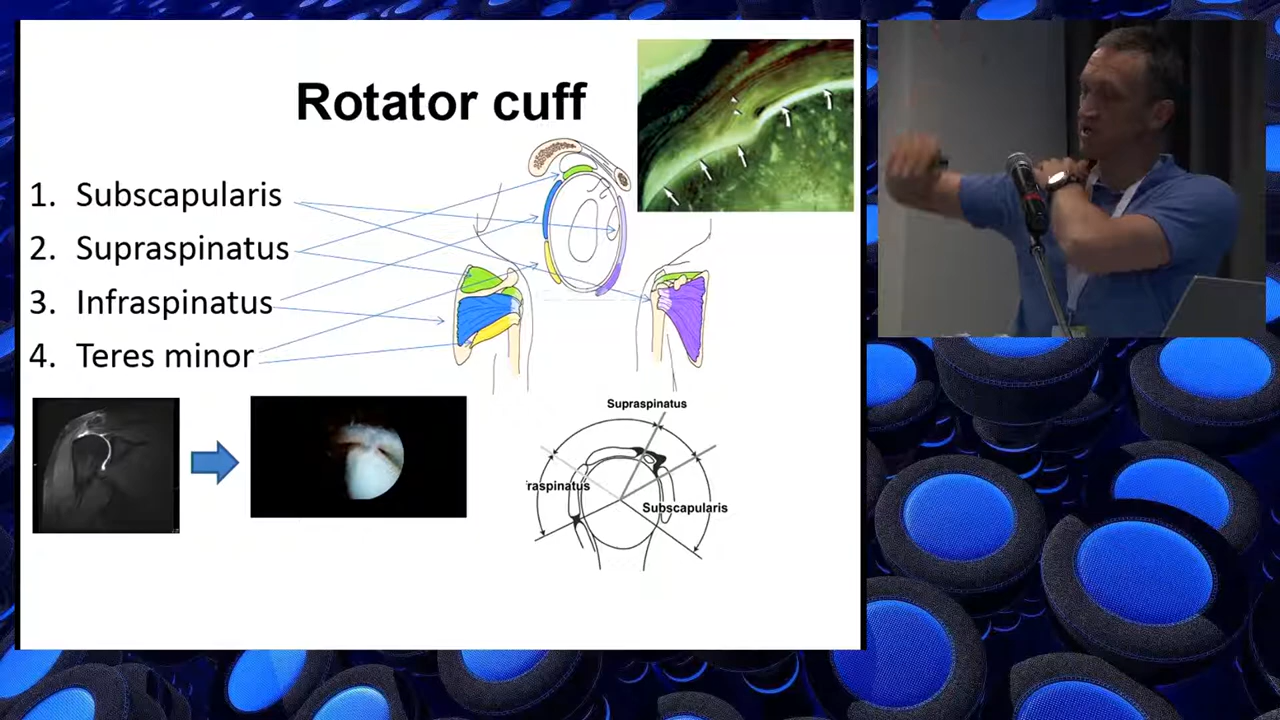 Rotator cuff
1. Subscapularis
2. Supraspinatus
3. Infraspinatus
4. Teres minor
Supraspinatus
raspinatus
Subscapularis